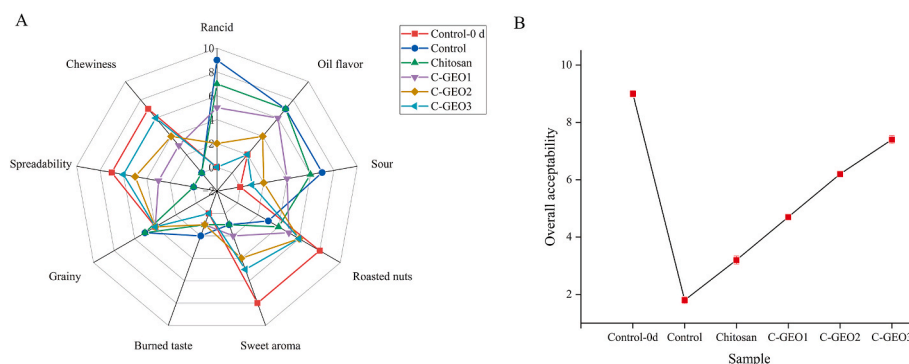 A
Rancid
10
8
6
4
2
0
-2
Oil flavor
Sour
Roasted nuts
Sweet aroma
Burned taste
Grainy
Spreadability
Chewiness
Control-0 d
Control
Chitosan
C-GEO1
C-GEO2
C-GEO3
B
Overall acceptability
8
6
4
2
Control-0d
Control
Chitosan
C-GEO1
C-GEO2
C-GEO3
Sample